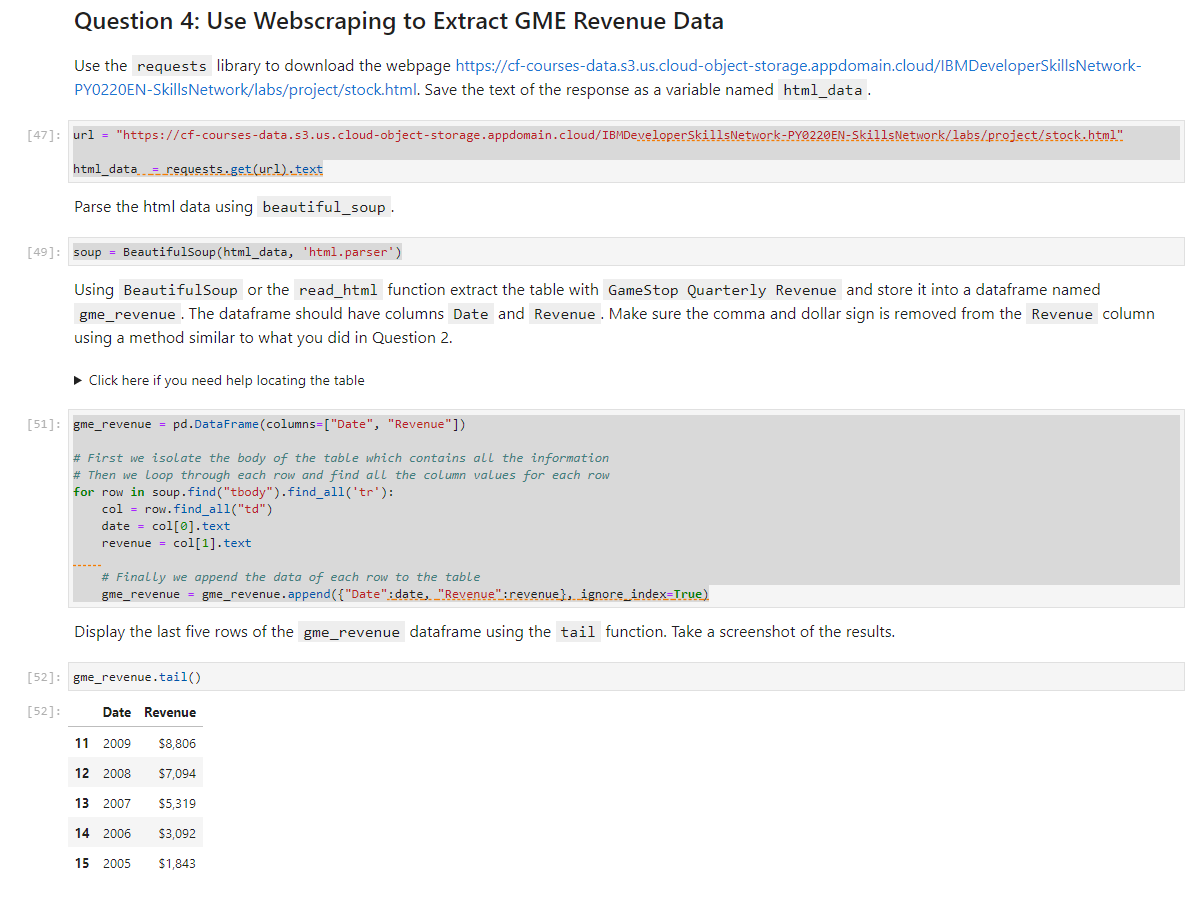 Question 4: Use Webscraping to Extract GME Revenue Data
Use the requests library to download the webpage https://cf-courses-data.s3.us.cloud-object-storage.appdomain.cloud/IBMDeveloperSkillsNetwork-
PY0220EN-SkillsNetwork/labs/project/stock.html. Save the text of the response as a variable named html_data.
[47]: url = "https://cf-courses-data.s3.us.cloud-object-storage.appdomain.cloud/IBMDeveloperSkillsNetwork-PY0220EN-SkillsNetwork/labs/project/stock.html"
html_data  = requests.get(url).text
Parse the html data using beautiful_soup.
[49]: soup = BeautifulSoup(html_data, 'html.parser')
Using BeautifulSoup or the read_html function extract the table with GameStop Quarterly Revenue and store it into a dataframe named
gme_revenue. The dataframe should have columns Date and Revenue. Make sure the comma and dollar sign is removed from the Revenue column
using a method similar to what you did in Question 2.
▶ Click here if you need help locating the table
[51]: gme_revenue = pd.DataFrame(columns=["Date", "Revenue"])
# First we isolate the body of the table which contains all the information
# Then we loop through each row and find all the column values for each row
for row in soup.find("tbody").find_all('tr'):
    col = row.find_all("td")
    date = col[0].text
    revenue = col[1].text
    # Finally we append the data of each row to the table
    gme_revenue = gme_revenue.append({"Date":date, "Revenue":revenue}, ignore_index=True)
Display the last five rows of the gme_revenue dataframe using the tail function. Take a screenshot of the results.
[52]: gme_revenue.tail()
[52]: Date Revenue
11 2009 $8,806
12 2008 $7,094
13 2007 $5,319
14 2006 $3,092
15 2005 $1,843